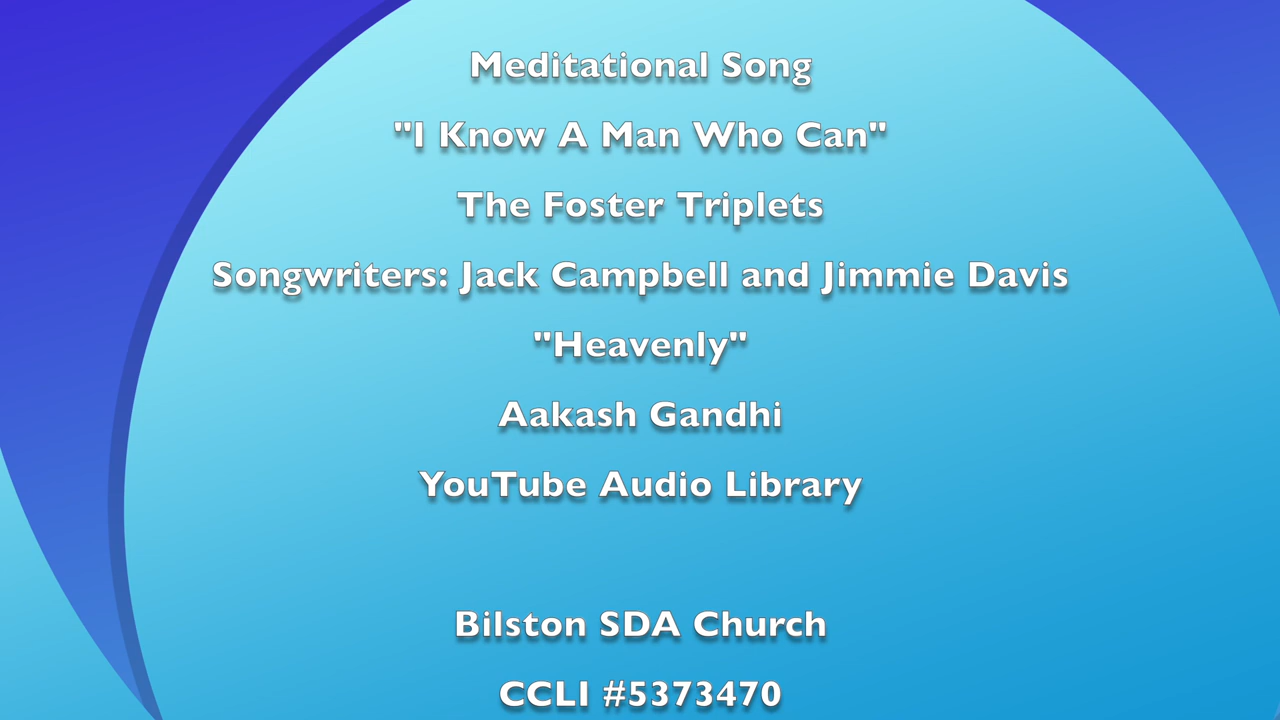 Meditational Song
"I Know A Man Who Can"
The Foster Triplets
Songwriters: Jack Campbell and Jimmie Davis
"Heavenly"
Aakash Gandhi
YouTube Audio Library
Bilston SDA Church
CCLI #5373470